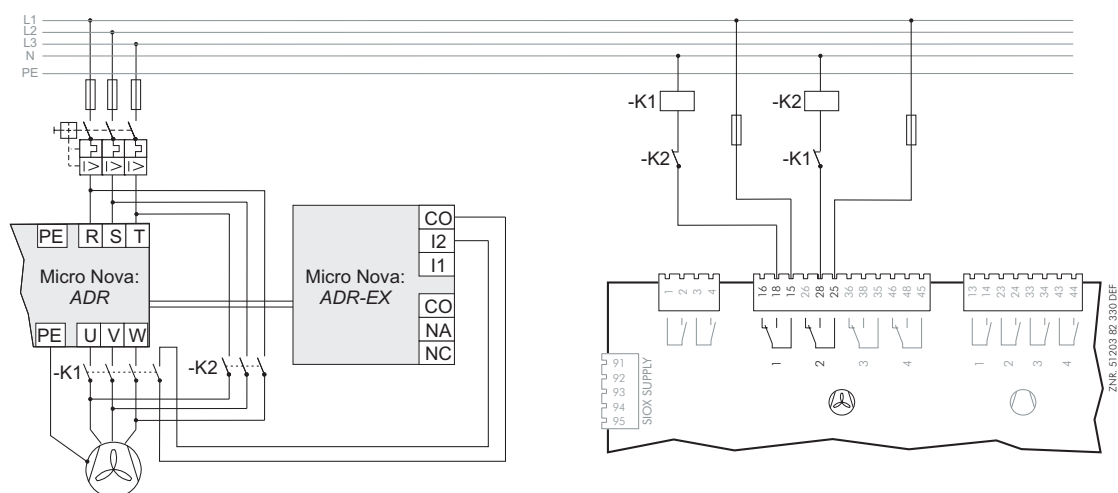 L1
L2
L3
N
PE
-K1
-K2
-K2
-K1
PE R S T
Micro Nova:
ADR
PE U V W
-K1
-K2
Micro Nova:
ADR-EX
CO
I2
I1
CO
NA
NC
1 2 3 4
16 18 15 26 28 25 36 38 35 46 48 45
13 14 23 24 33 34 43 44
1 2 3 4
1 2 3 4
91
92
93
94
95
SIOX SUPPLY
ZNR. 51203 82 330 DEF